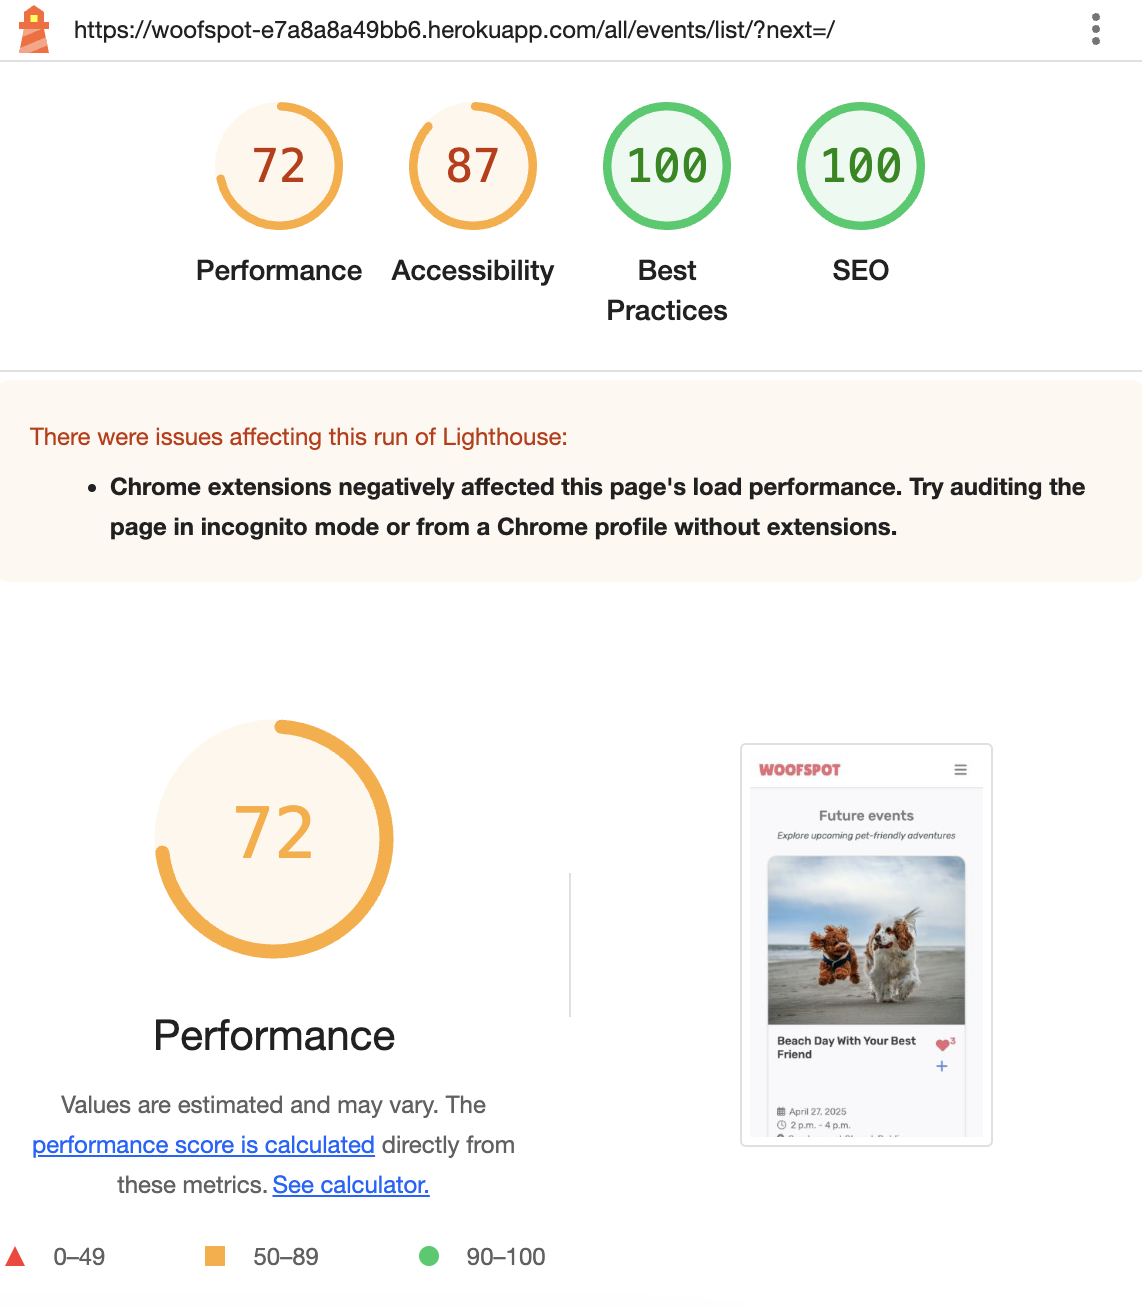 https://woofspot-e7a8a8a49bb6.herokuapp.com/all/events/list/?next=/
72
87
100
100
Performance
Accessibility
Best
Practices
SEO
There were issues affecting this run of Lighthouse:
• Chrome extensions negatively affected this page's load performance. Try auditing the
page in incognito mode or from a Chrome profile without extensions.
72
Performance
Values are estimated and may vary. The
performance score is calculated directly from
these metrics. See calculator.
0–49
50–89
90–100
WOOFSPOT
Future events
Explore upcoming pet-friendly adventures
Beach Day With Your Best
Friend
3
April 27, 2025
2 p.m. - 4 p.m.